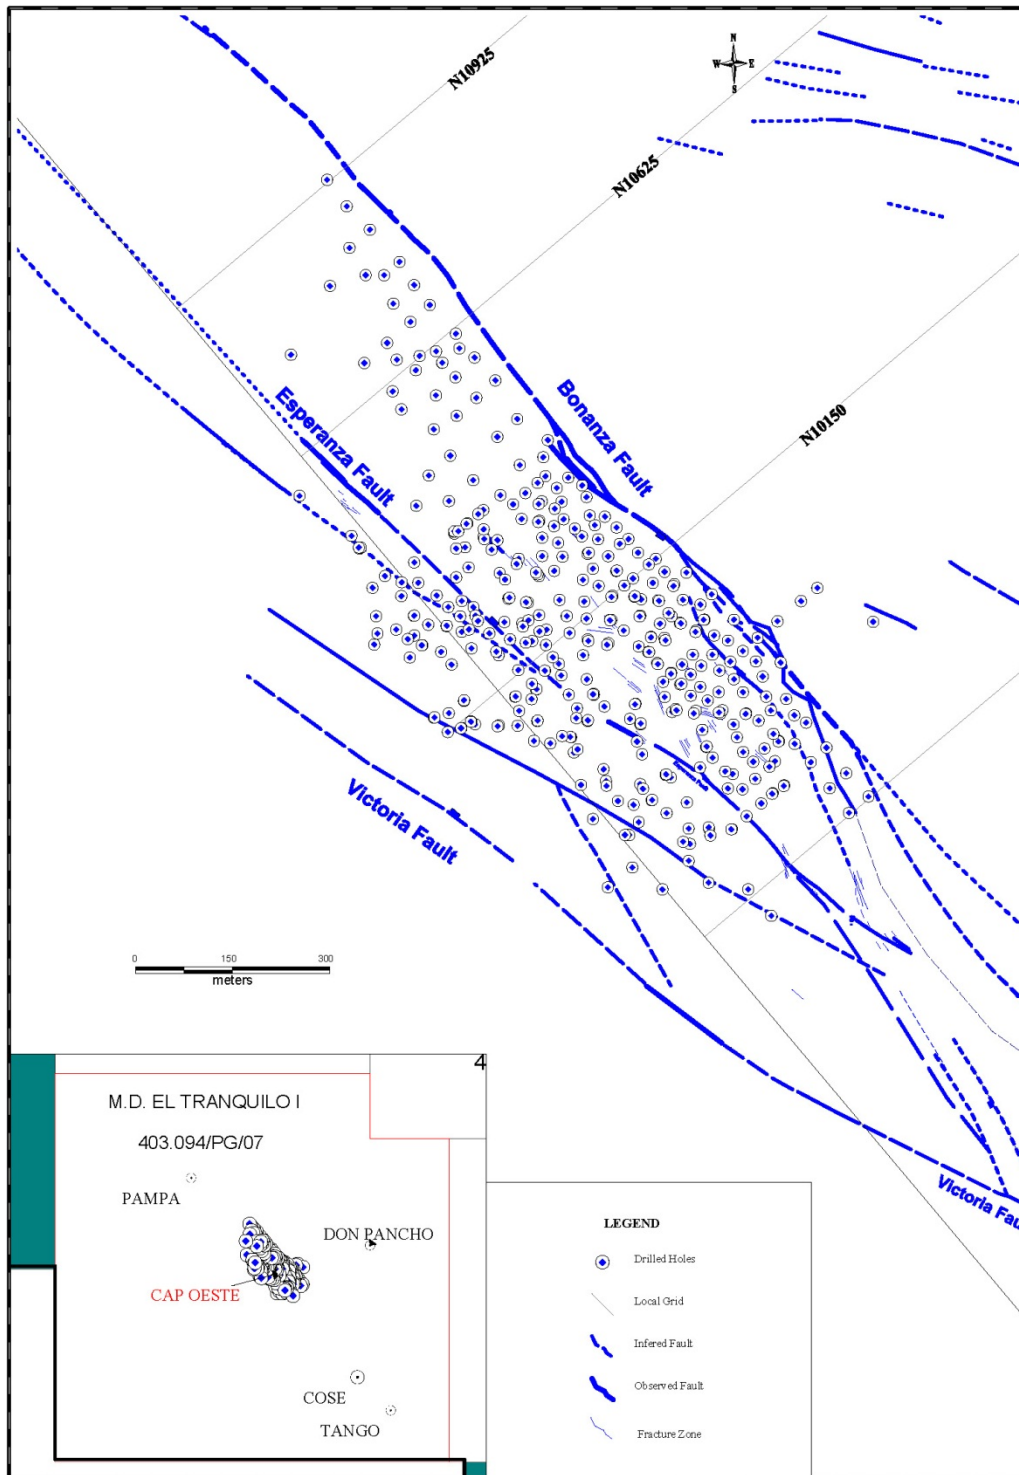 N10925
N
W E
S
N10625
Bonanza Fault
Esperanza Fault
N10150
Victoria Fault
0 150 300
meters
Victoria Fau
4
M.D. EL TRANQUILO I
403.094/PG/07
PAMPA
DON PANCHO
CAP OESTE
COSE
TANGO
LEGEND
Drilled Holes
Local Grid
Infered Fault
Observed Fault
Fracture Zone